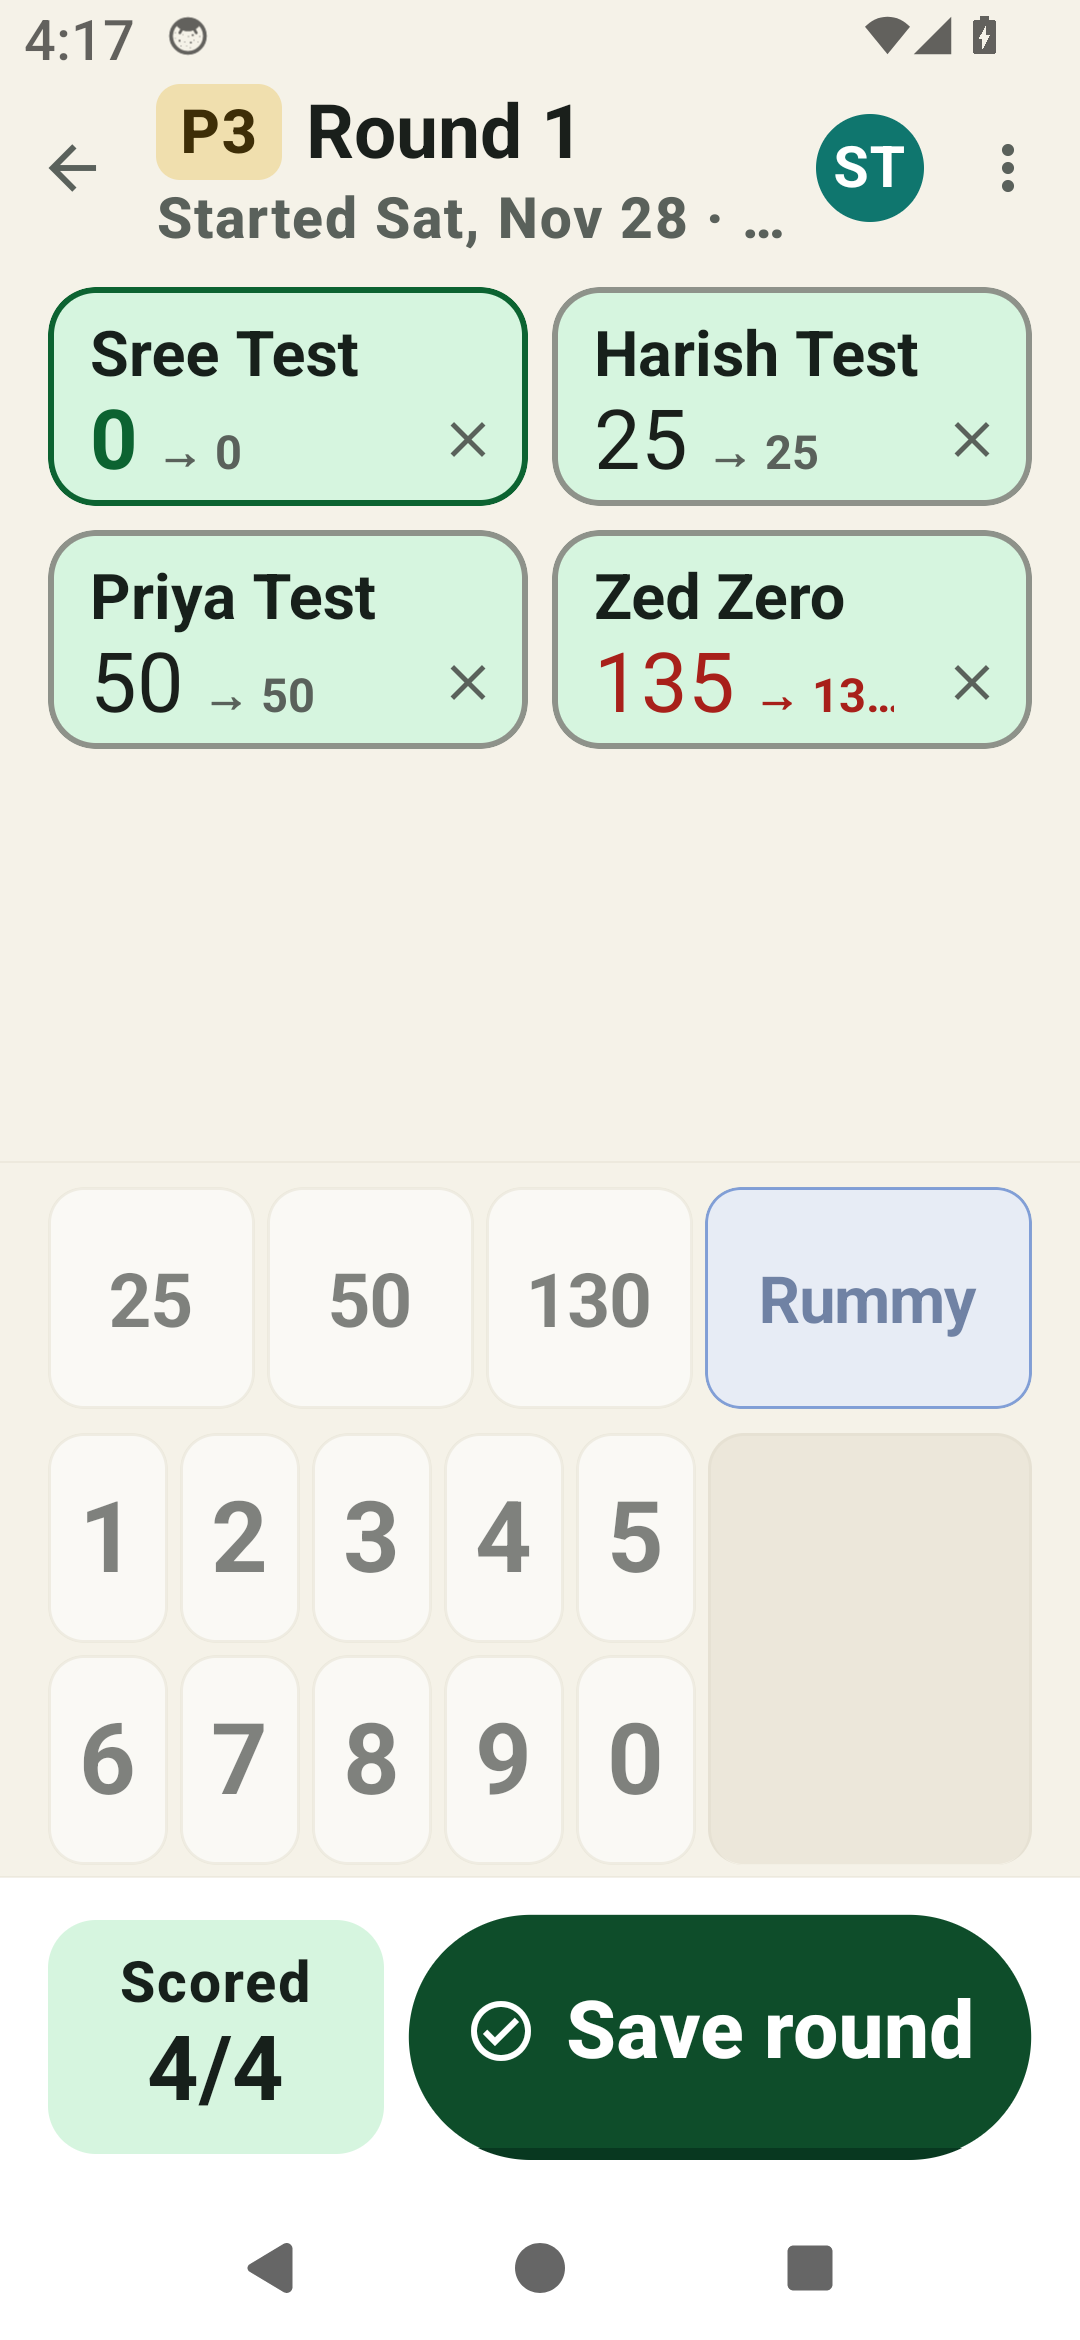 4:17
P3 Round 1
ST
Started Sat, Nov 28 · …
Sree Test
0 → 0
Harish Test
25 → 25
Priya Test
50 → 50
Zed Zero
135 → 13…
25 50 130 Rummy
1 2 3 4 5
6 7 8 9 0
Scored
4/4
Save round